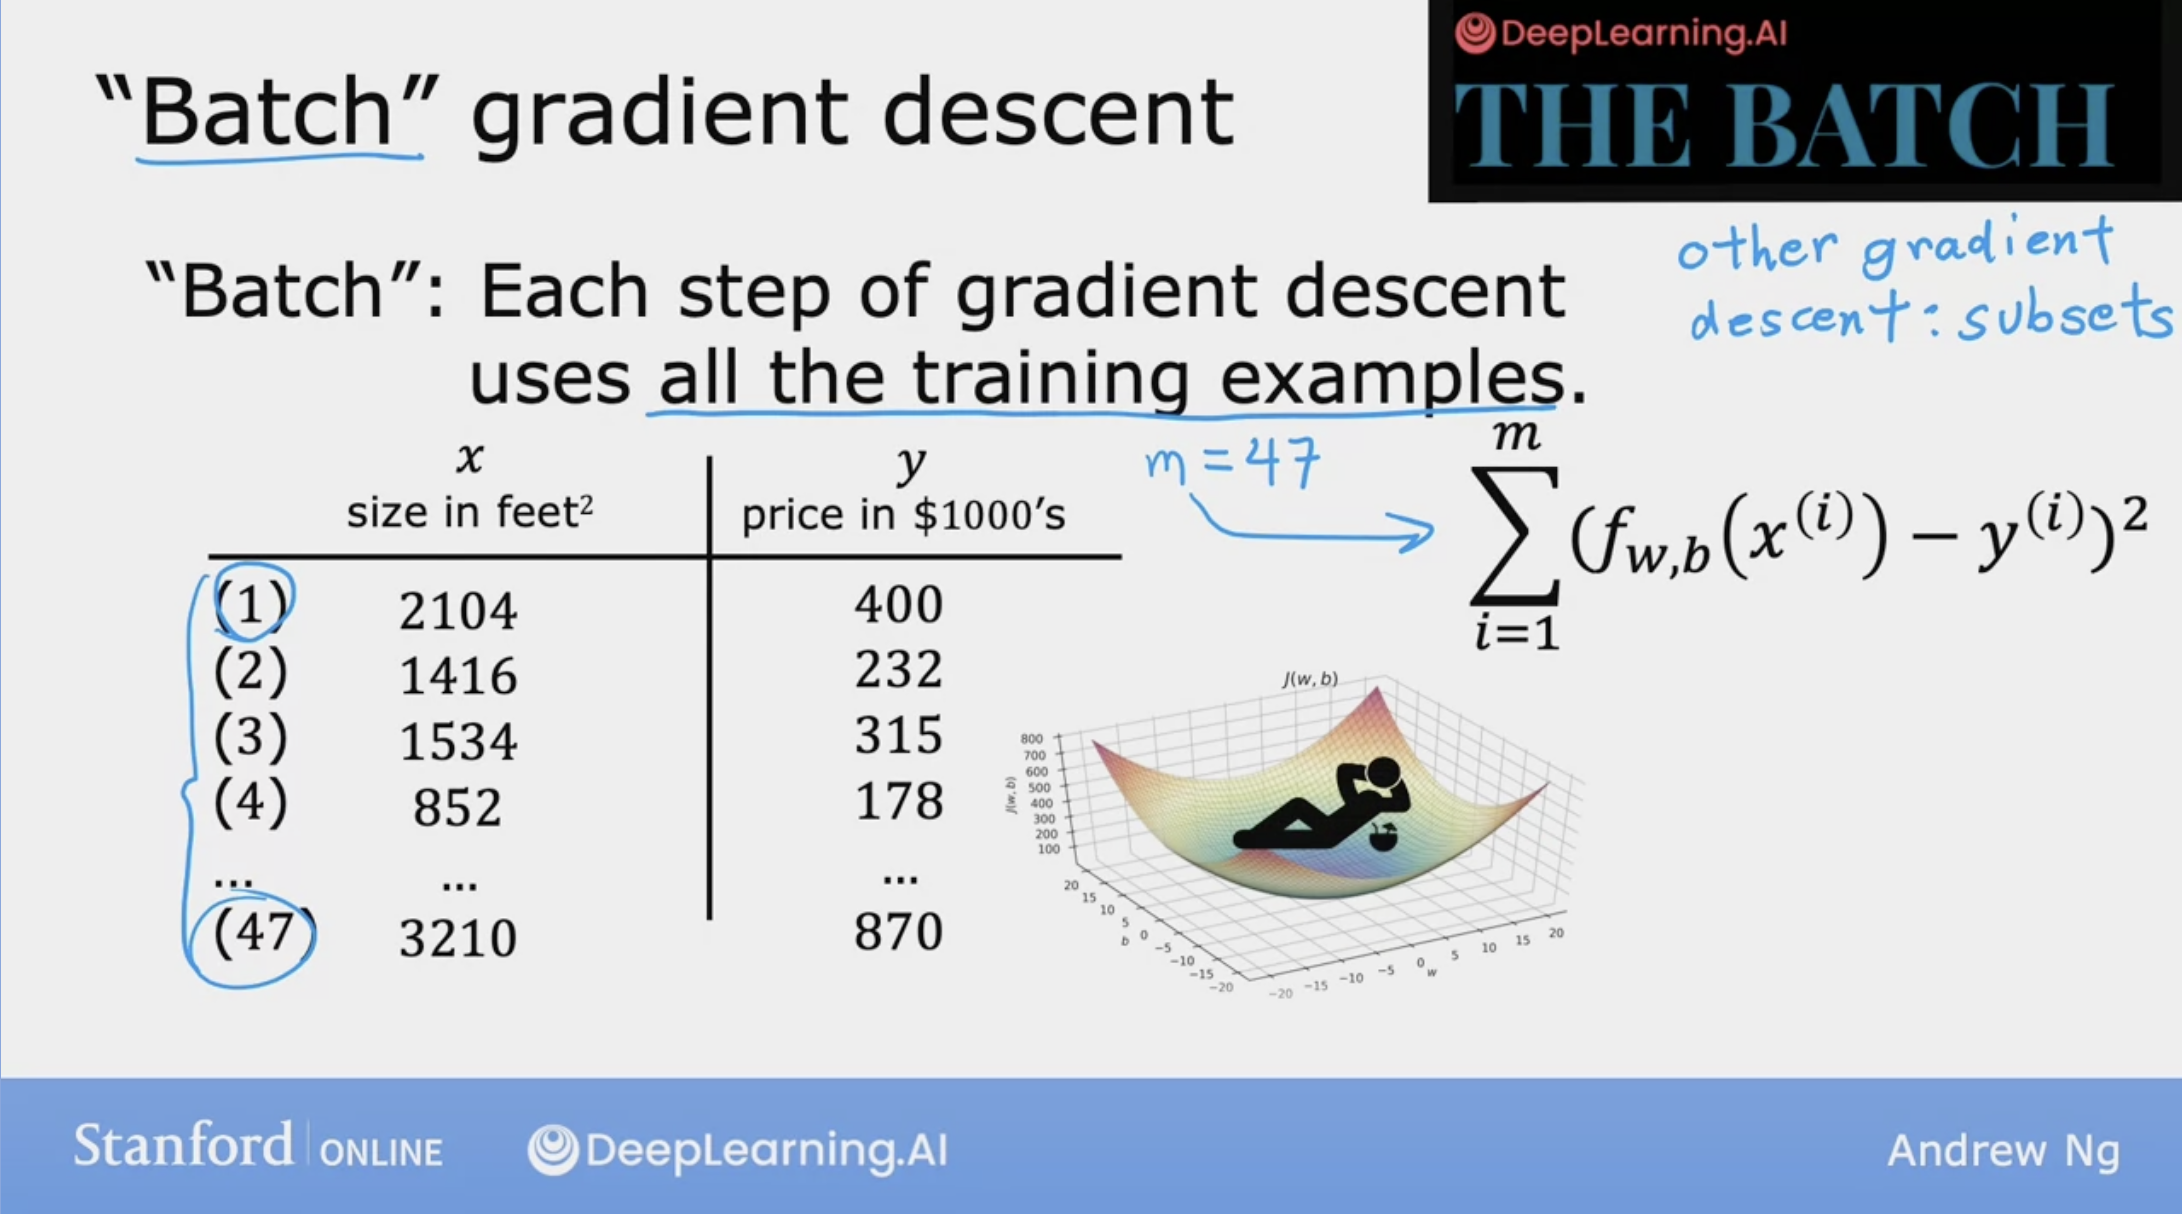 DeepLearning.AI
THE BATCH
“Batch” gradient descent
other gradient
descent: subsets
“Batch”: Each step of gradient descent
uses all the training examples.
m = 47
m
∑ (f_{w,b}(x^{(i)}) − y^{(i)})²
i=1
x y
size in feet² price in $1000’s
(1) 2104 400
(2) 1416 232
(3) 1534 315
(4) 852 178
... ... ...
(47) 3210 870
J(w, b)
J(w, b)
800
700
600
500
400
300
200
100
20 15 10 5 0 −5 −10 −15 −20
b
−20 −15 −10 −5 0 5 10 15 20
w
Stanford | ONLINE DeepLearning.AI Andrew Ng